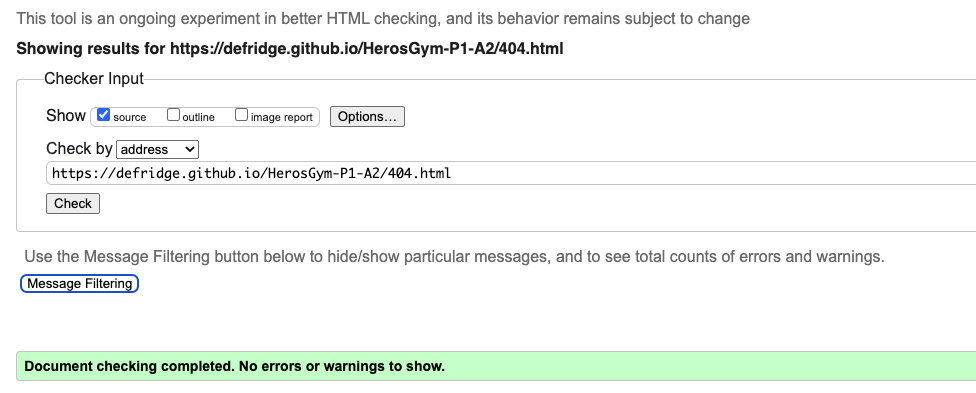 This tool is an ongoing experiment in better HTML checking, and its behavior remains subject to change
Showing results for https://defridge.github.io/HerosGym-P1-A2/404.html
Checker Input
Show source outline image report Options...
Check by address
https://defridge.github.io/HerosGym-P1-A2/404.html
Check
Use the Message Filtering button below to hide/show particular messages, and to see total counts of errors and warnings.
Message Filtering
Document checking completed. No errors or warnings to show.